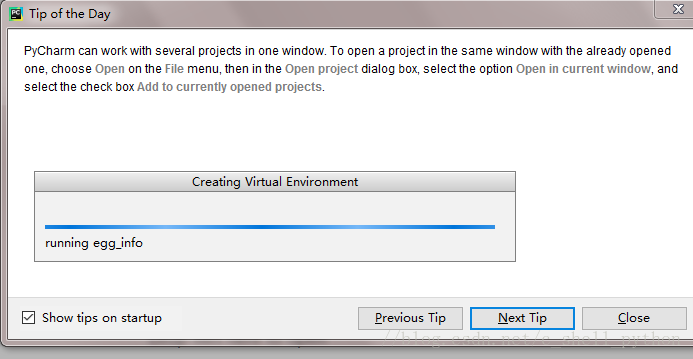 PC
Tip of the Day
PyCharm can work with several projects in one window. To open a project in the same window with the already opened
one, choose Open on the File menu, then in the Open project dialog box, select the option Open in current window, and
select the check box Add to currently opened projects.
Creating Virtual Environment
running egg_info
Show tips on startup
Previous Tip
Next Tip
Close